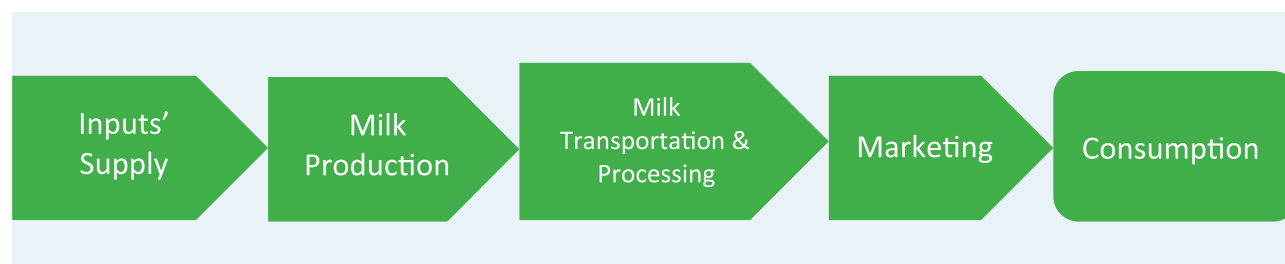 Inputs’
Supply
Milk
Production
Milk
Transportation &
Processing
Marketing
Consumption